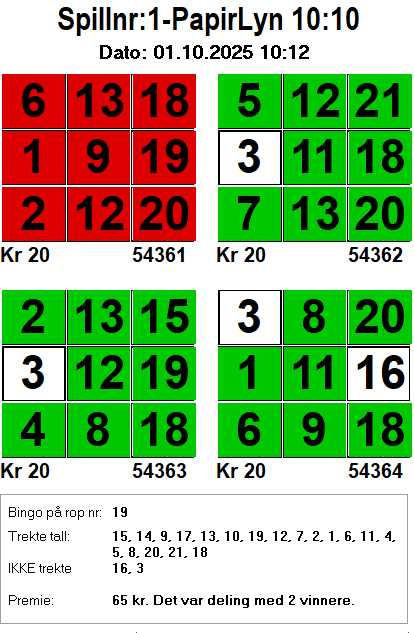 Spillnr:1-PapirLyn 10:10
Dato: 01.10.2025 10:12
6 13 18
1 9 19
2 12 20
Kr 20 54361
5 12 21
3 11 18
7 13 20
Kr 20 54362
2 13 15
3 12 19
4 8 18
Kr 20 54363
3 8 20
1 11 16
6 9 18
Kr 20 54364
Bingo på rop nr: 19
Trekte tall: 15, 14, 9, 17, 13, 10, 19, 12, 7, 2, 1, 6, 11, 4,
5, 8, 20, 21, 18
IKKE trekte 16, 3
Premie: 65 kr. Det var deling med 2 vinnere.